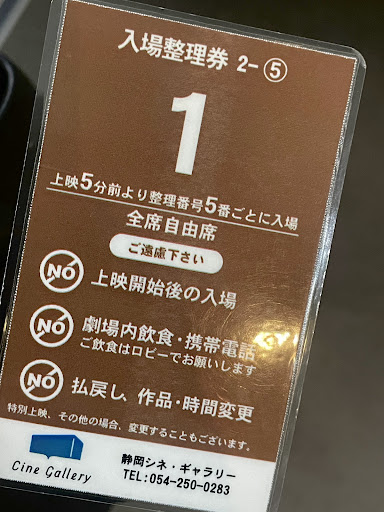 入場整理券 2-⑤
1
上映5分前より整理番号5番ごとに入場
全席自由席
ご遠慮下さい
NO 上映開始後の入場
NO 劇場内飲食・携帯電話
ご飲食はロビーでお願いします
NO 払戻し、作品・時間変更
特別上映、その他の場合、変更することもございます。
Cine Gallery
静岡シネ・ギャラリー
TEL:054-250-0283